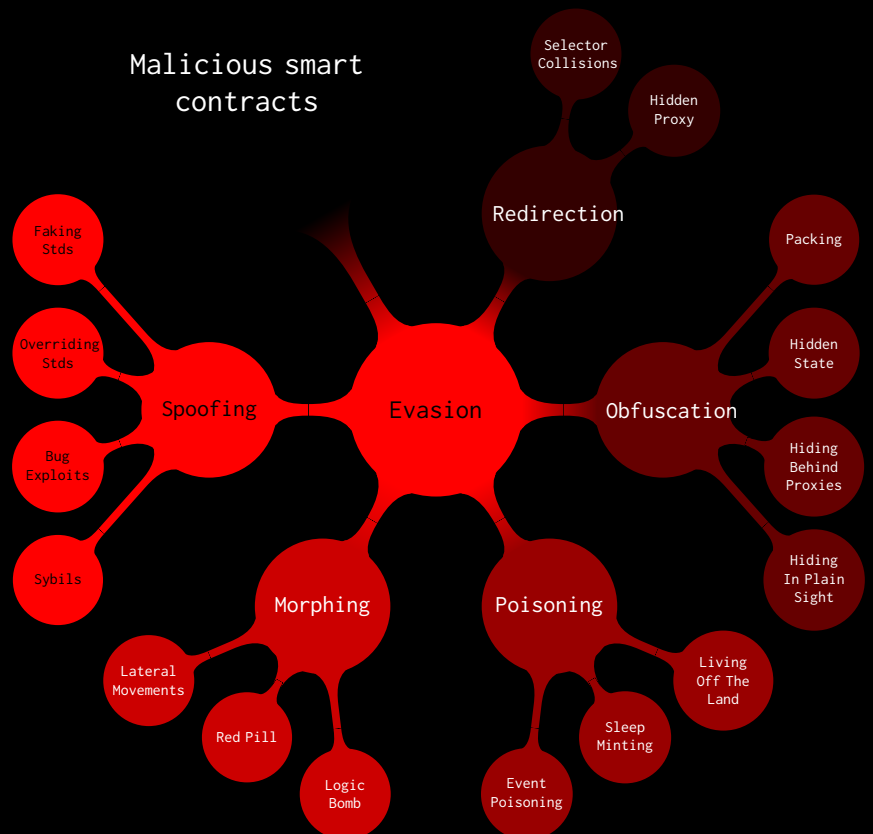 Malicious smart
contracts
Selector
Collisions
Hidden
Proxy
Redirection
Faking
Stds
Packing
Overriding
Stds
Hidden
State
Spoofing
Evasion
Obfuscation
Bug
Exploits
Hiding
Behind
Proxies
Sybils
Hiding
In Plain
Sight
Morphing
Poisoning
Lateral
Movements
Living
Off The
Land
Red Pill
Sleep
Minting
Logic
Bomb
Event
Poisoning